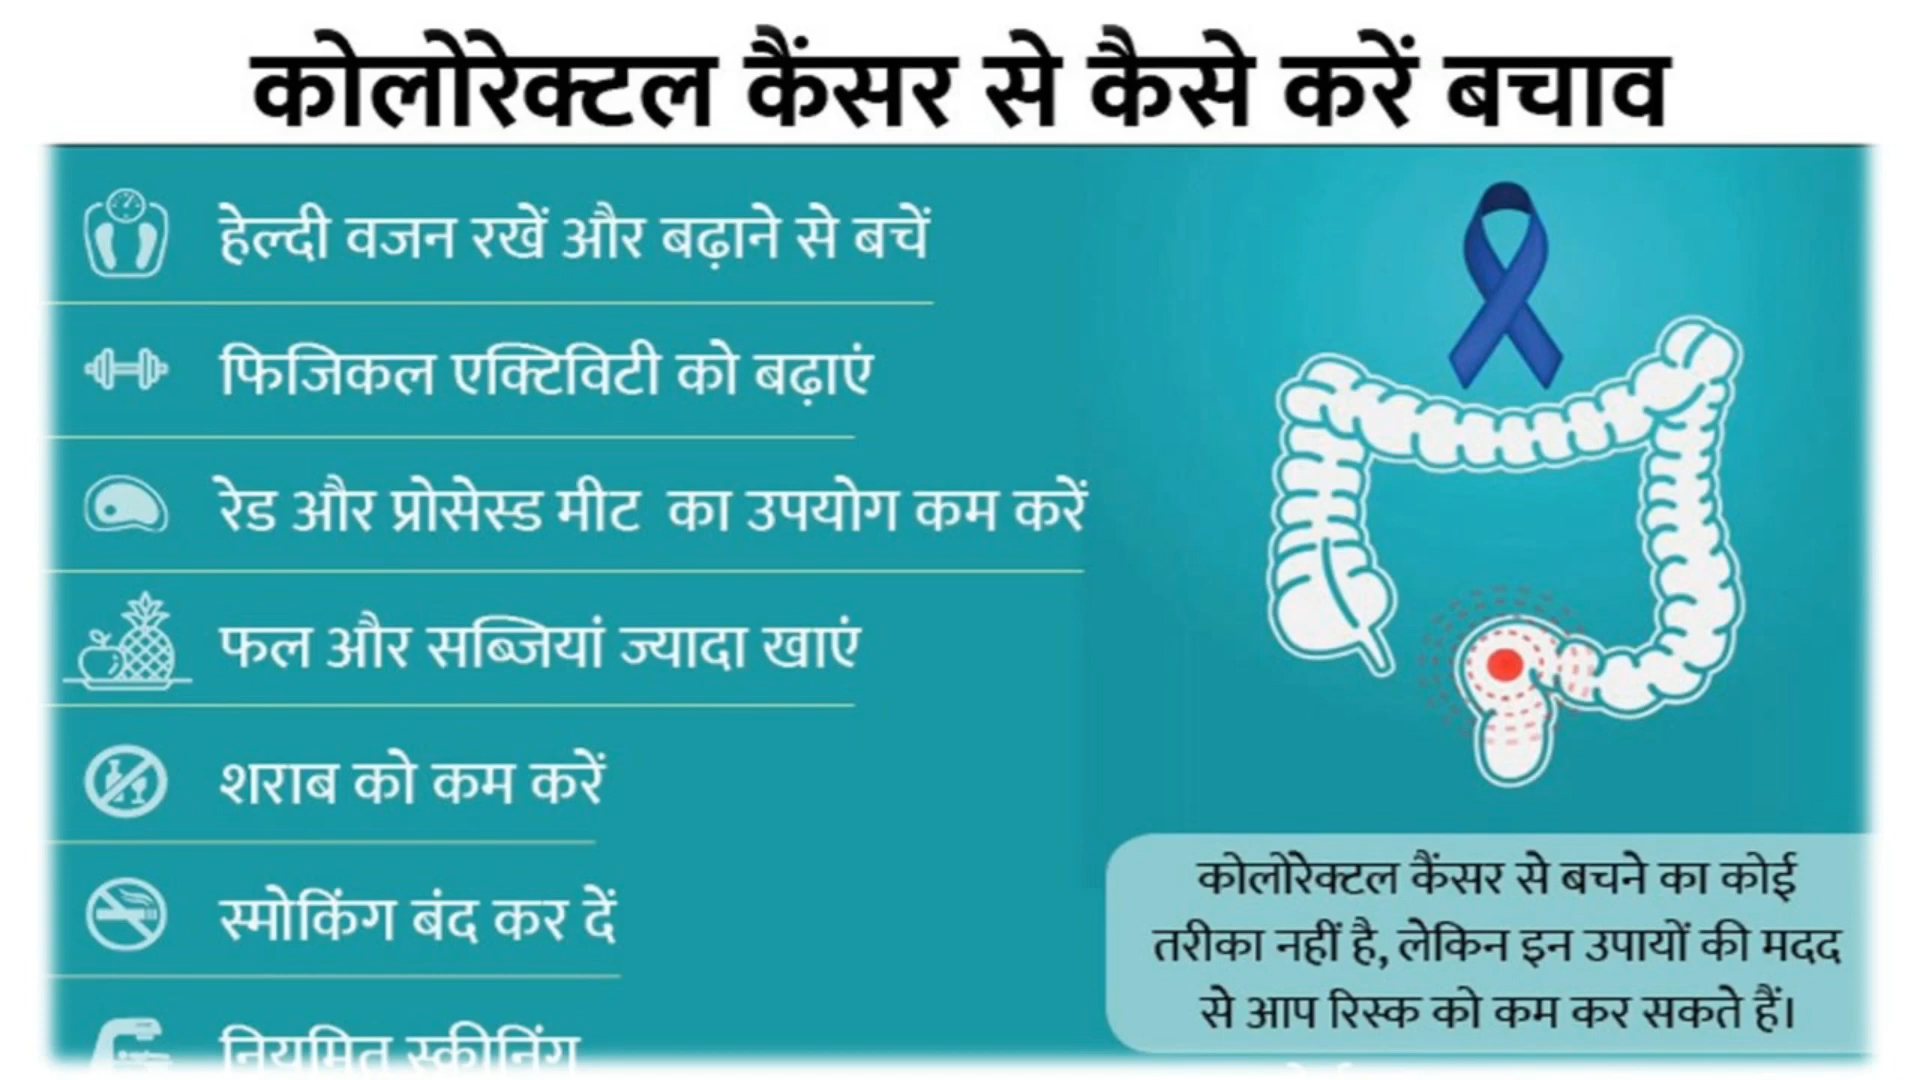 कोलोरेक्टल कैंसर से कैसे करें बचाव
हेल्दी वजन रखें और बढ़ाने से बचें
फिजिकल एक्टिविटी को बढ़ाएं
रेड और प्रोसेस्ड मीट का उपयोग कम करें
फल और सब्जियां ज्यादा खाएं
शराब को कम करें
स्मोकिंग बंद कर दें
नियमित स्क्रीनिंग
कोलोरेक्टल कैंसर से बचने का कोई
तरीका नहीं है, लेकिन इन उपायों की मदद
से आप रिस्क को कम कर सकते हैं।